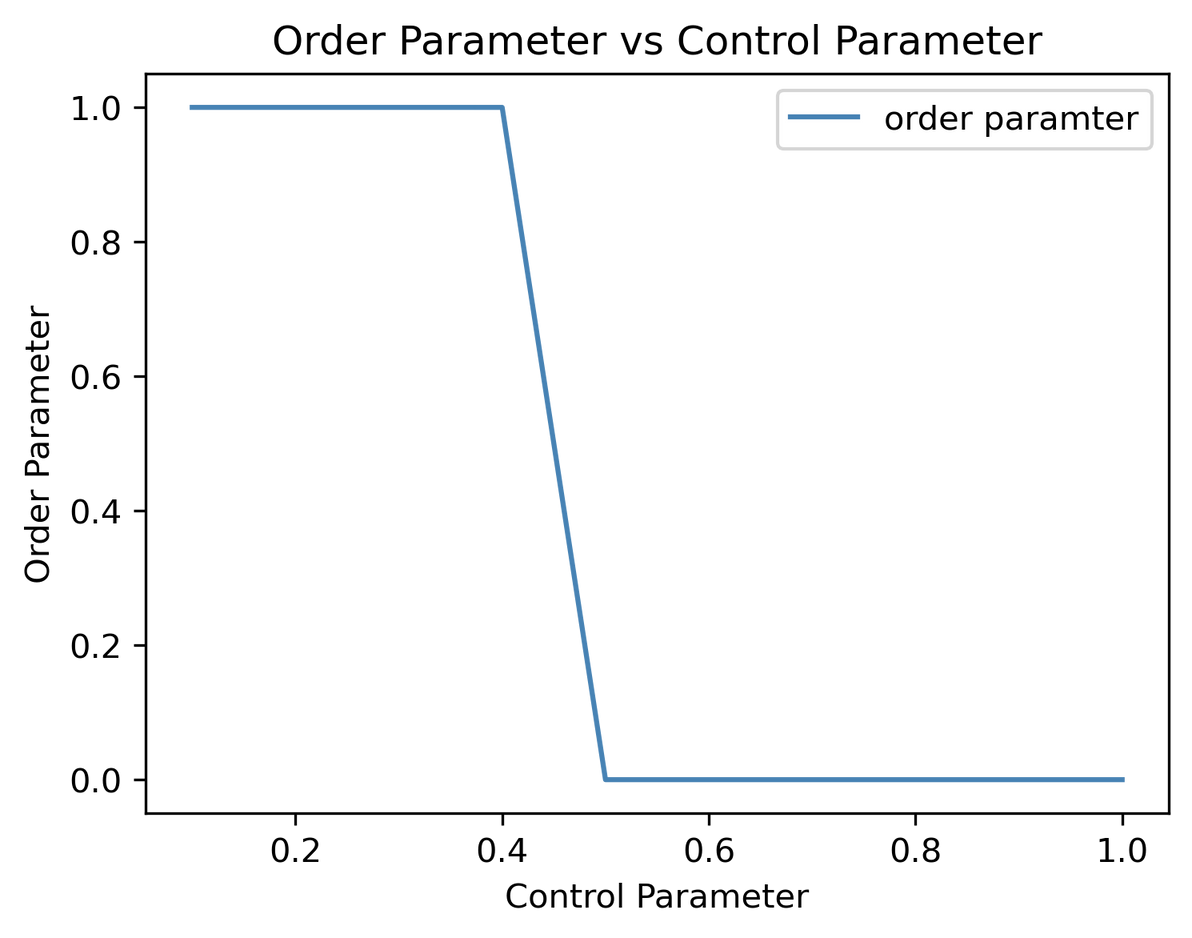 Order Parameter vs Control Parameter
order paramter
Order Parameter
1.0
0.8
0.6
0.4
0.2
0.0
0.2 0.4 0.6 0.8 1.0
Control Parameter